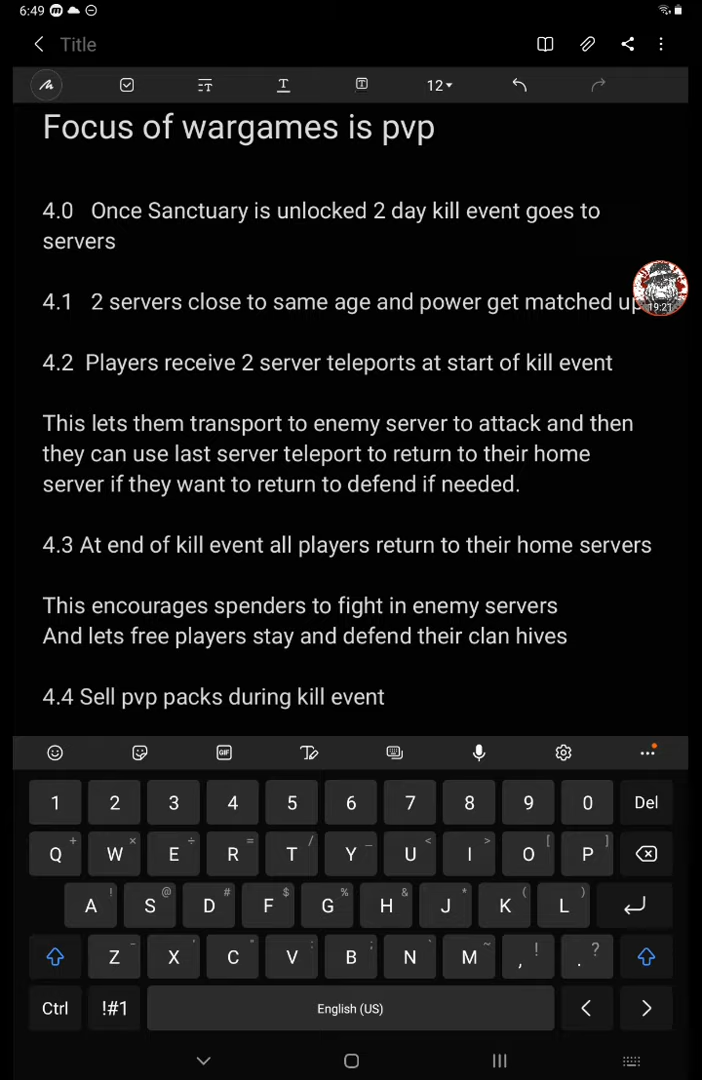 6:49
Title
12
Focus of wargames is pvp
4.0 Once Sanctuary is unlocked 2 day kill event goes to
servers
4.1 2 servers close to same age and power get matched up
19:21
4.2 Players receive 2 server teleports at start of kill event
This lets them transport to enemy server to attack and then
they can use last server teleport to return to their home
server if they want to return to defend if needed.
4.3 At end of kill event all players return to their home servers
This encourages spenders to fight in enemy servers
And lets free players stay and defend their clan hives
4.4 Sell pvp packs during kill event
GIF
1 2 3 4 5 6 7 8 9 0 Del
Q + W × E ÷ R = T / Y _ U < I > O [ P ]
A ! S @ D # F $ G % H & J * K ( L )
Z - X ' C " V : B ; N ` M ~ , ! . ?
Ctrl !#1 English (US) < >